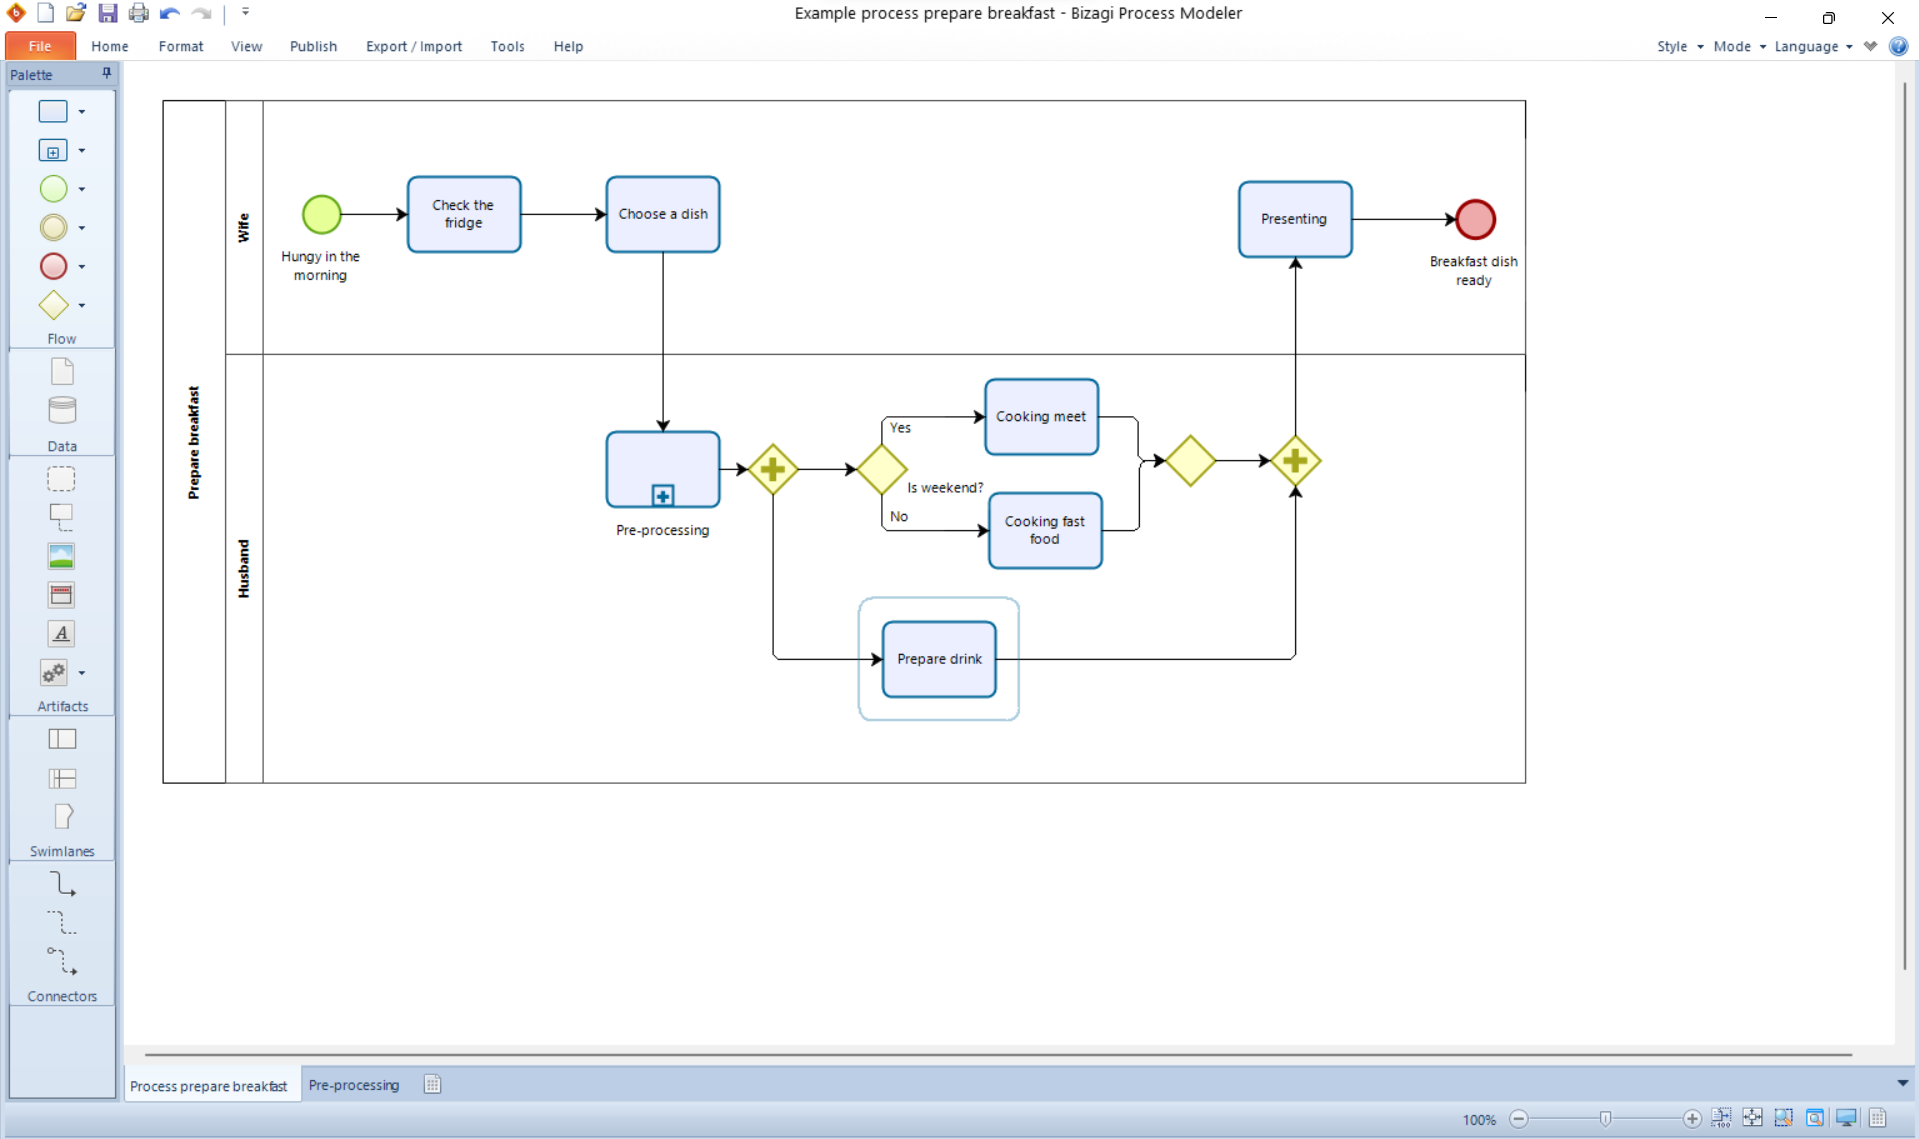 Example process prepare breakfast - Bizagi Process Modeler
File Home Format View Publish Export / Import Tools Help Style Mode Language
Palette
Flow
Data
Artifacts
Swimlanes
Connectors
Prepare breakfast
Wife
Hungy in the
morning
Check the
fridge
Choose a dish
Presenting
Breakfast dish
ready
Husband
Pre-processing
Is weekend?
Yes
No
Cooking meet
Cooking fast
food
Prepare drink
Process prepare breakfast Pre-processing
100%